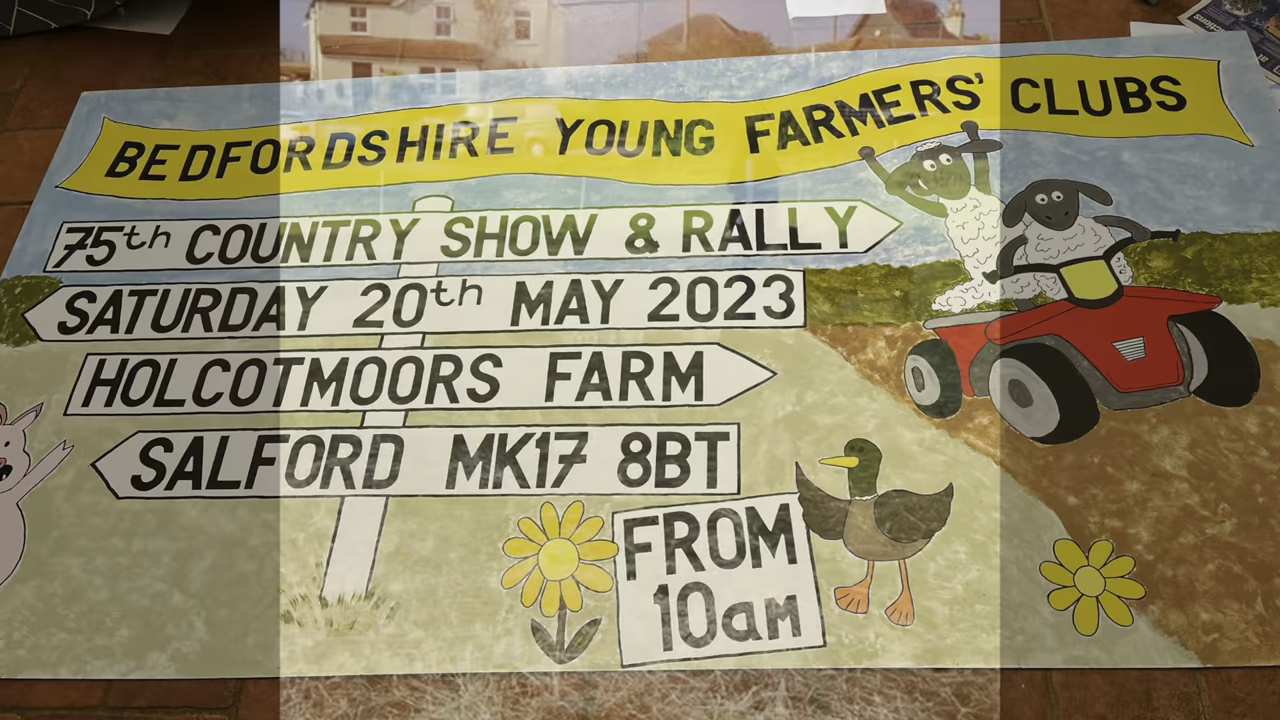 BEDFORDSHIRE YOUNG FARMERS' CLUBS
75th COUNTRY SHOW & RALLY
SATURDAY 20th MAY 2023
HOLCOTMOORS FARM
SALFORD MK17 8BT
FROM
10am